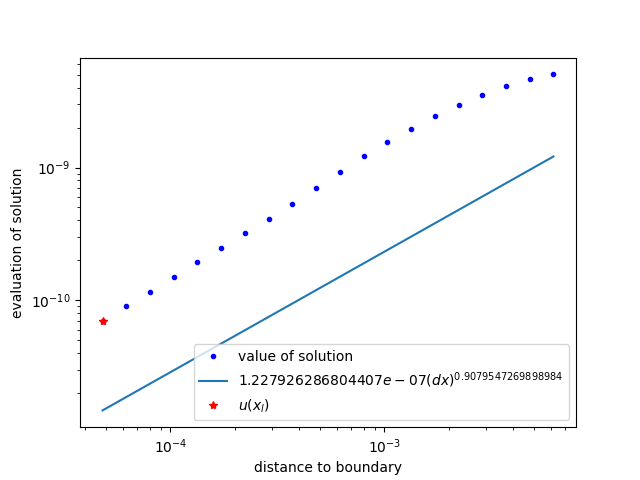 evaluation of solution
10⁻⁹
10⁻¹⁰
value of solution
1.227926286804407e − 07(dx)^0.9079547269898984
u(x_l)
10⁻⁴
10⁻³
distance to boundary